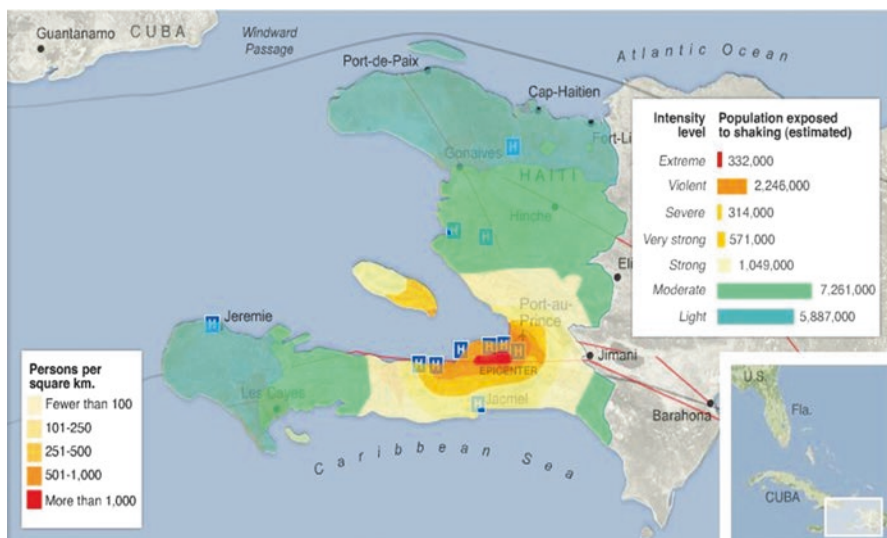 Guantanamo
CUBA
Windward
Passage
Atlantic Ocean
Port-de-Paix
Cap-Haitien
Fort-Li
Gonaives
HAITI
Hinche
Eli
Port-au-
Prince
Jeremie
EPICENTER
Jimani
Les Cayes
Jacmel
Barahona
Caribbean Sea
Intensity
level
Population exposed
to shaking (estimated)
Extreme 332,000
Violent 2,246,000
Severe 314,000
Very strong 571,000
Strong 1,049,000
Moderate 7,261,000
Light 5,887,000
Persons per
square km.
Fewer than 100
101-250
251-500
501-1,000
More than 1,000
H
H
H
H
H
H
H
H
H
H
H
U.S.
Fla.
CUBA